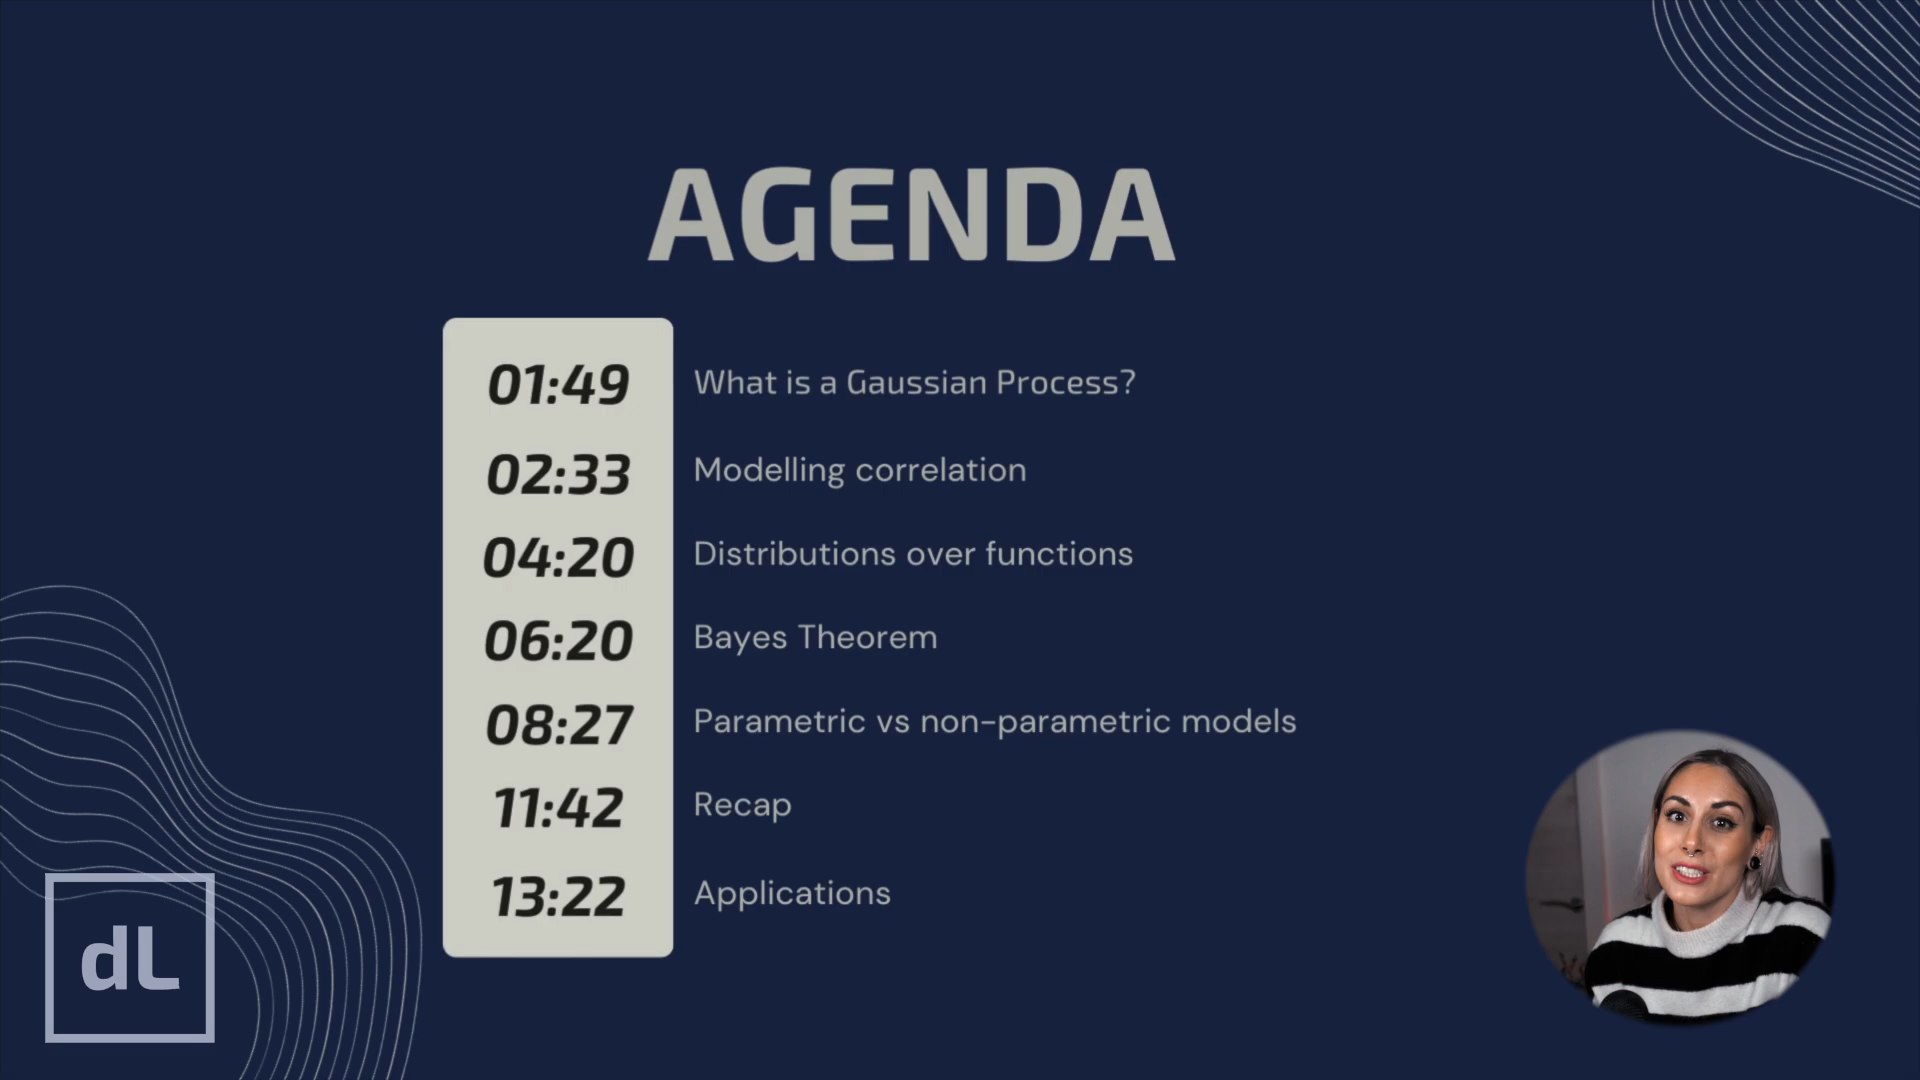 AGENDA
01:49 What is a Gaussian Process?
02:33 Modelling correlation
04:20 Distributions over functions
06:20 Bayes Theorem
08:27 Parametric vs non-parametric models
11:42 Recap
13:22 Applications
dL